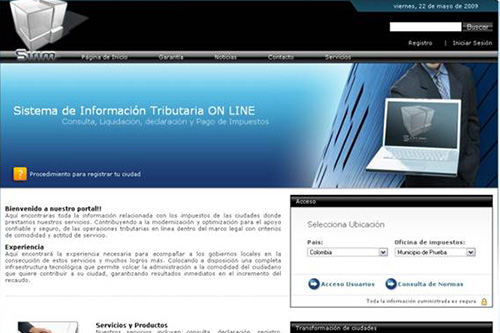 viernes, 22 de mayo de 2009
Buscar
Registro | Iniciar Sesión
Página de Inicio Garantía Noticias Contacto Servicios
Sistema de Información Tributaria ON LINE
Consulta, Liquidación, declaración y Pago de Impuestos
? Procedimiento para registrar tu ciudad
Bienvenido a nuestro portal!!
Aqui encontraras toda la información relacionada con los impuestos de las ciudades donde
prestamos nuestros servicios. Contribuyendo a la modernización y optimización para el apoyo
confiable y seguro, de las operaciones tributarias en linea dentro del marco legal con criterios
de comodidad y actitud de servicio.
Experiencia
Aquí encontrará la experiencia necesaria para acompañar a los gobiernos locales en la
consecución de estos servicios y muchos logros más. Colocando a disposición una completa
infraestructura tecnológica que permite volcar la administración a la comodidad del ciudadano
que quiere contribuir a su ciudad, garantizando resultados inmediatos en el incremento del
recaudo.
Acceso
Selecciona Ubicación
Pais: Oficina de impuestos:
Colombia Municipio de Prueba
Acceso Usuarios Consulta de Normas
Toda la información suministrada es segura
Servicios y Productos
Nuestros servicios incluyen consulta, declaración, registro,
Transformación de ciudades